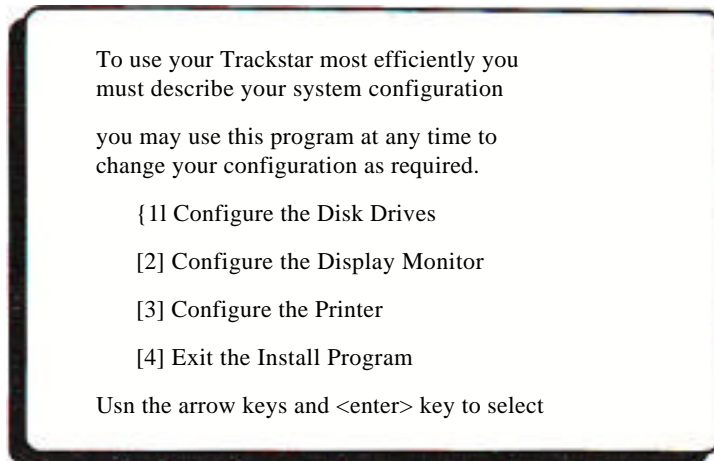 To use your Trackstar most efficiently you
must describe your system configuration
you may use this program at any time to
change your configuration as required.
{1l Configure the Disk Drives
[2] Configure the Display Monitor
[3] Configure the Printer
[4] Exit the Install Program
Usn the arrow keys and <enter> key to select